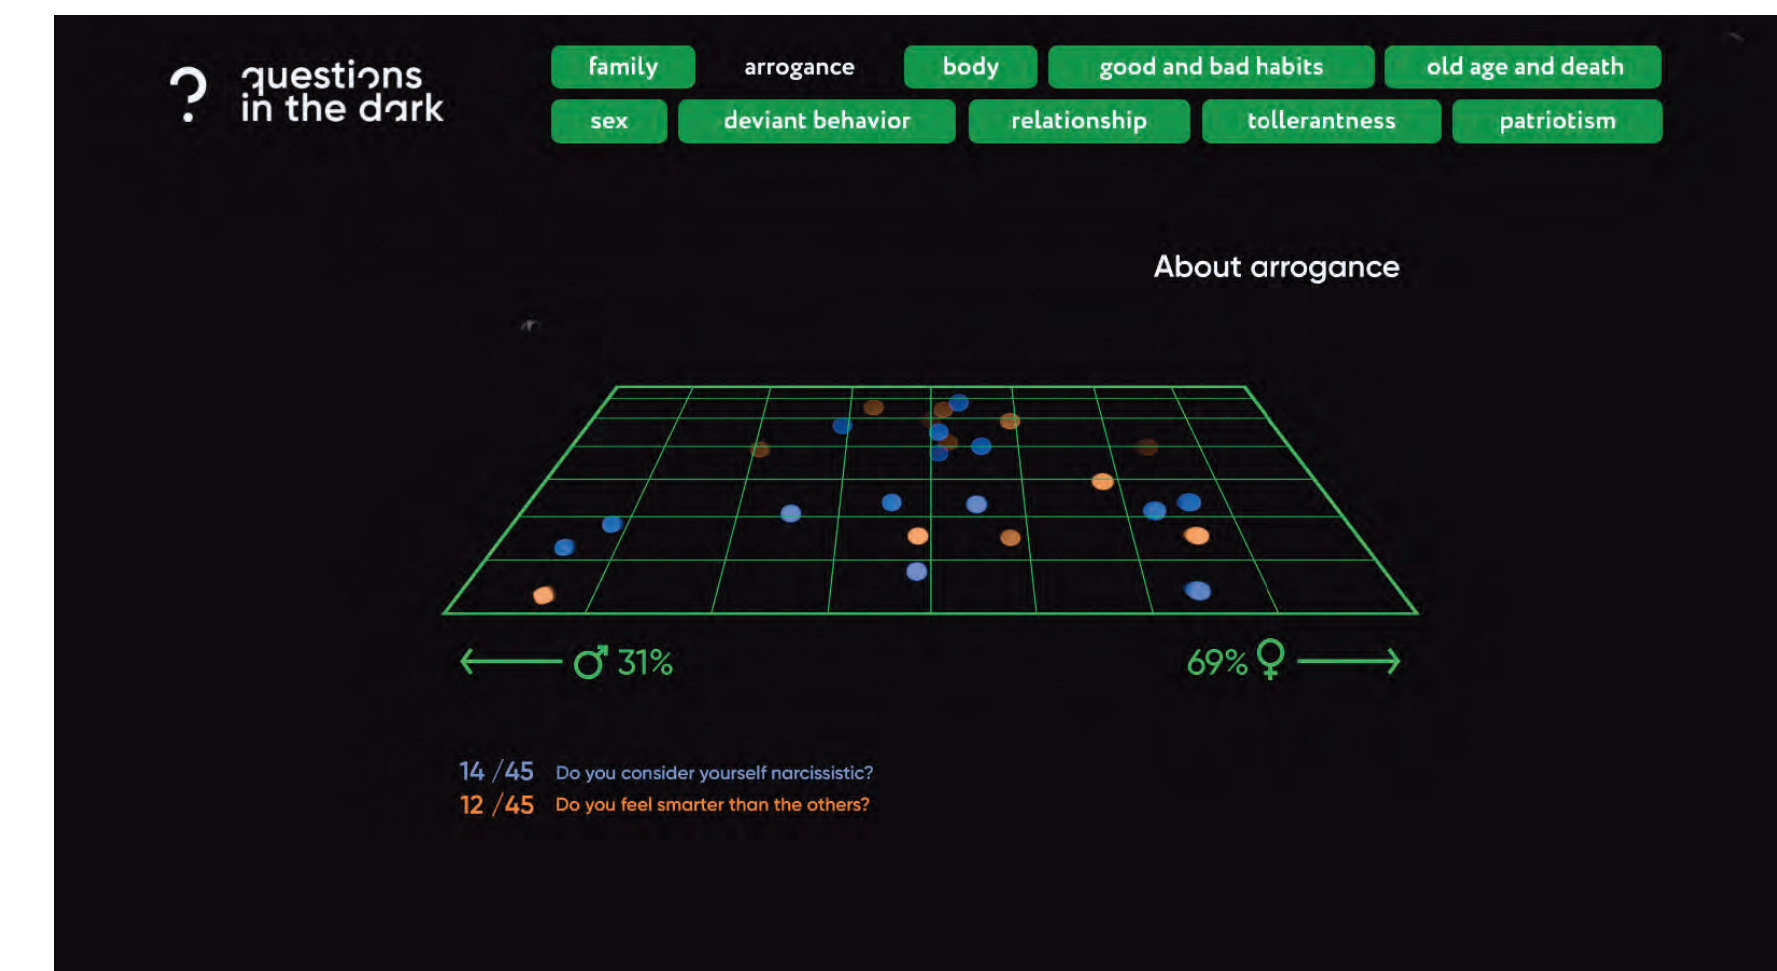 ?
questions
in the dark
family
arrogance
body
good and bad habits
old age and death
sex
deviant behavior
relationship
tollerantness
patriotism
About arrogance
♂ 31%
69% ♀
14 /45 Do you consider yourself narcissistic?
12 /45 Do you feel smarter than the others?